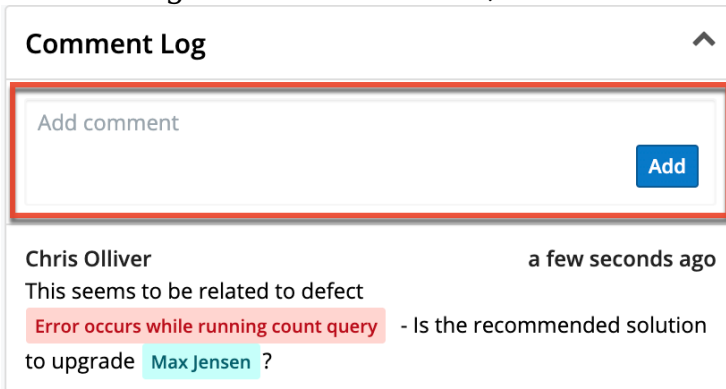 Comment Log
Add comment
Add
Chris Olliver a few seconds ago
This seems to be related to defect
Error occurs while running count query - Is the recommended solution
to upgrade Max Jensen ?